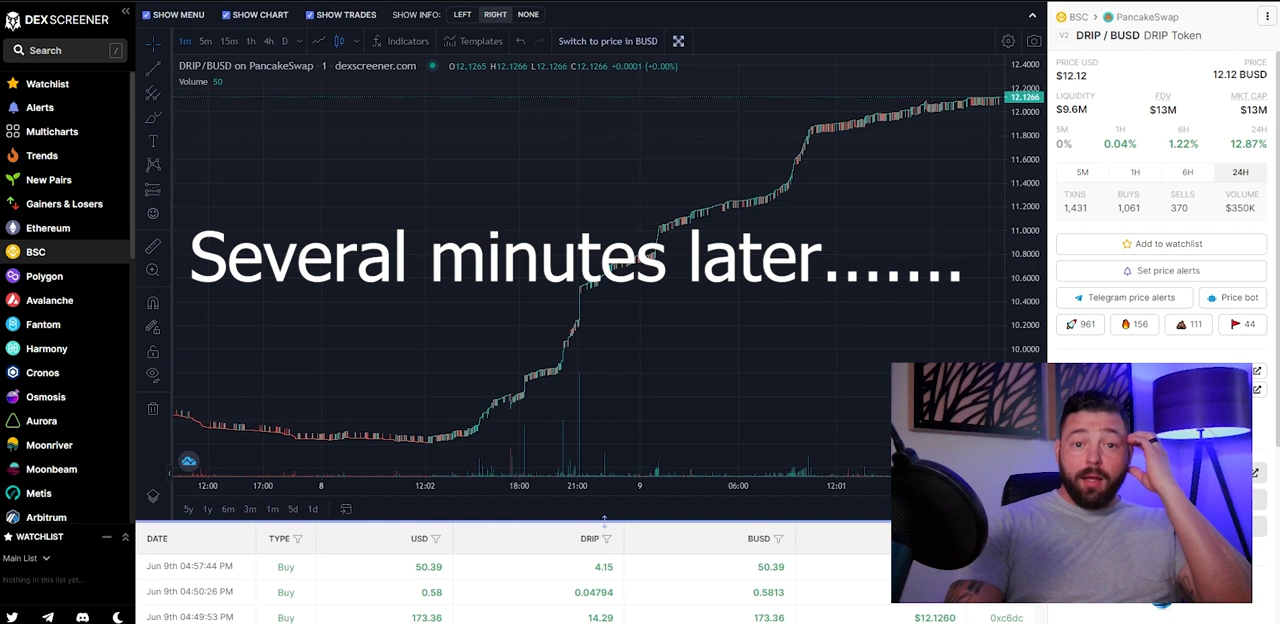 DEX SCREENER
Search /
Watchlist
Alerts
Multicharts
Trends
New Pairs
Gainers & Losers
Ethereum
BSC
Polygon
Avalanche
Fantom
Harmony
Cronos
Osmosis
Aurora
Moonriver
Moonbeam
Metis
Arbitrum
WATCHLIST
Main List
Nothing in this list yet...
SHOW MENU SHOW CHART SHOW TRADES SHOW INFO: LEFT RIGHT NONE
1m 5m 15m 1h 4h D Indicators Templates Switch to price in BUSD
DRIP/BUSD on PancakeSwap · 1 · dexscreener.com O12.1265 H12.1266 L12.1266 C12.1266 +0.0001 (+0.00%)
Volume 50
12.4000
12.2000
12.1266
12.0000
11.8000
11.6000
11.4000
11.2000
11.0000
10.8000
10.6000
10.4000
10.2000
10.0000
Several minutes later.......
12:00 17:00 8 12:02 18:00 21:00 9 06:00 12:01
5y 1y 6m 3m 1m 5d 1d
DATE TYPE USD DRIP BUSD
Jun 9th 04:57:44 PM Buy 50.39 4.15 50.39
Jun 9th 04:50:26 PM Buy 0.58 0.04794 0.5813
Jun 9th 04:49:53 PM Buy 173.36 14.29 173.36 $12.1260 0xc6dc
BSC > PancakeSwap
V2 DRIP / BUSD DRIP Token
PRICE USD PRICE
$12.12 12.12 BUSD
LIQUIDITY FDV MKT CAP
$9.6M $13M $13M
5M 1H 6H 24H
0% 0.04% 1.22% 12.87%
5M 1H 6H 24H
TXNS BUYS SELLS VOLUME
1,431 1,061 370 $350K
Add to watchlist
Set price alerts
Telegram price alerts Price bot
961 156 111 44